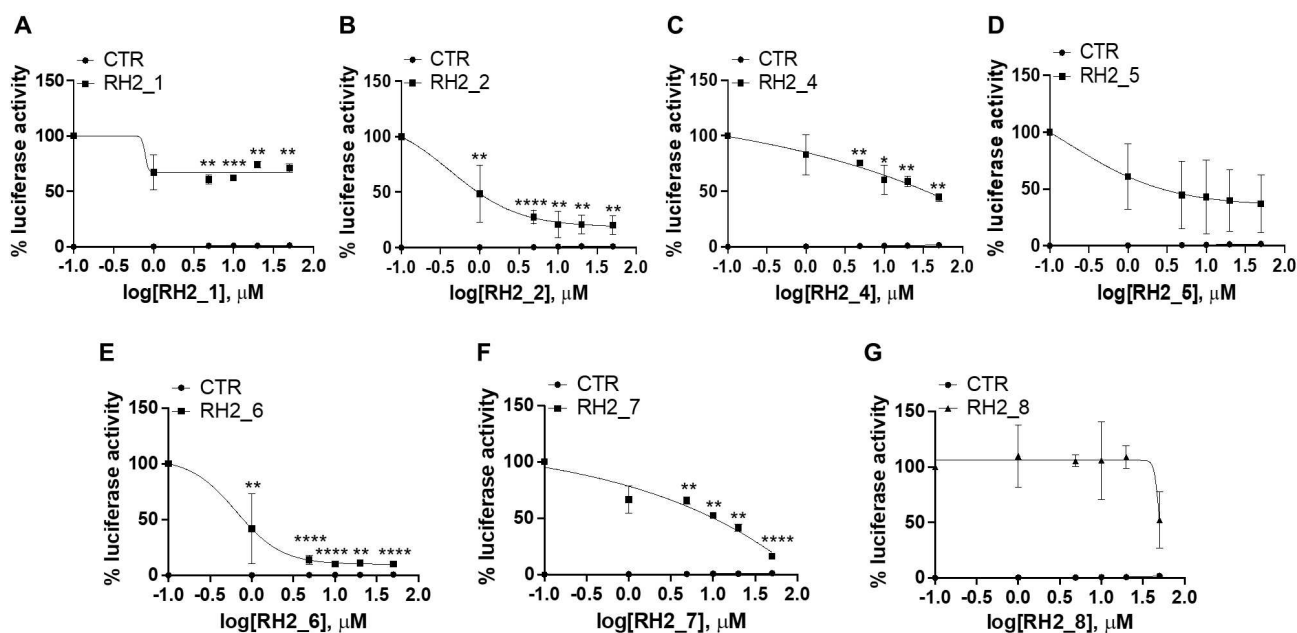 A
CTR
RH2_1
% luciferase activity
150
100
50
0
** *** ** **
-1.0 -0.5 0.0 0.5 1.0 1.5 2.0
log[RH2_1], μM
B
CTR
RH2_2
% luciferase activity
150
100
50
0
** **** ** ** **
-1.0 -0.5 0.0 0.5 1.0 1.5 2.0
log[RH2_2], μM
C
CTR
RH2_4
% luciferase activity
150
100
50
0
** * ** **
-1.0 -0.5 0.0 0.5 1.0 1.5 2.0
log[RH2_4], μM
D
CTR
RH2_5
% luciferase activity
150
100
50
0
-1.0 -0.5 0.0 0.5 1.0 1.5 2.0
log[RH2_5], μM
E
CTR
RH2_6
% luciferase activity
150
100
50
0
** **** **** ** ****
-1.0 -0.5 0.0 0.5 1.0 1.5 2.0
log[RH2_6], μM
F
CTR
RH2_7
% luciferase activity
150
100
50
0
** ** ** ****
-1.0 -0.5 0.0 0.5 1.0 1.5 2.0
log[RH2_7], μM
G
CTR
RH2_8
% luciferase activity
150
100
50
0
-1.0 -0.5 0.0 0.5 1.0 1.5 2.0
log[RH2_8], μM